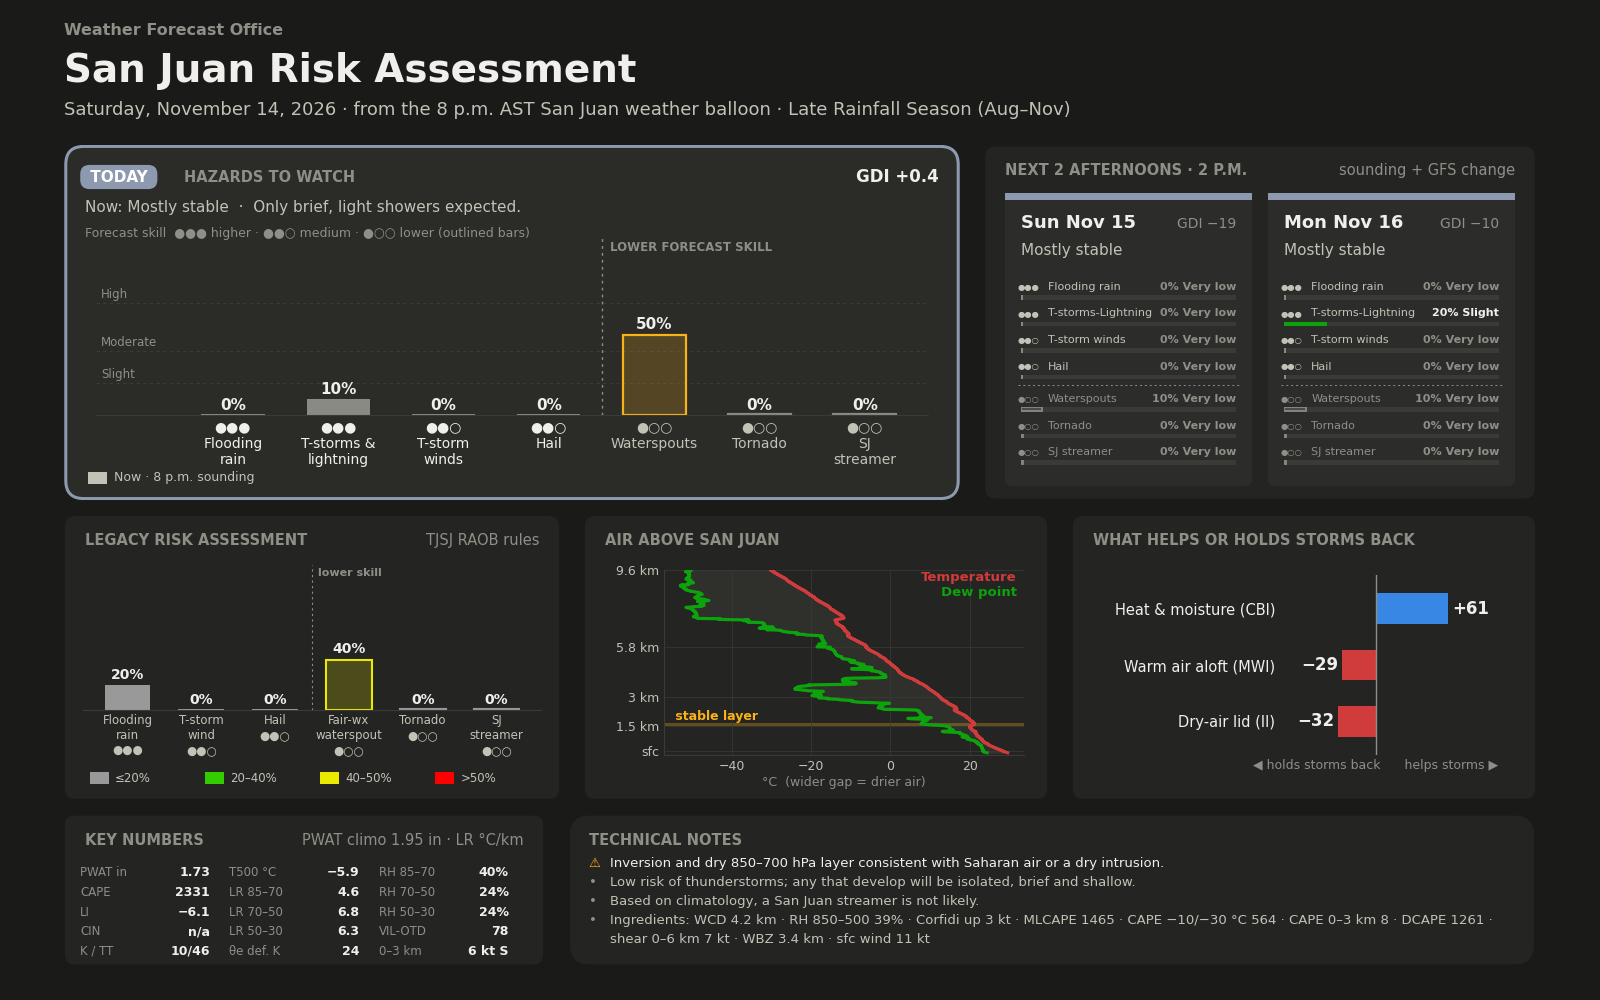 Weather Forecast Office
San Juan Risk Assessment
Saturday, November 14, 2026 · from the 8 p.m. AST San Juan weather balloon · Late Rainfall Season (Aug–Nov)
TODAY HAZARDS TO WATCH GDI +0.4
Now: Mostly stable · Only brief, light showers expected.
Forecast skill ●●● higher · ●●○ medium · ●○○ lower (outlined bars)
LOWER FORECAST SKILL
High
Moderate
Slight
0% 10% 0% 0% 50% 0% 0%
●●● ●●● ●●○ ●●○ ●○○ ●○○ ●○○
Flooding T-storms & T-storm Hail Waterspouts Tornado SJ
rain lightning winds streamer
Now · 8 p.m. sounding
NEXT 2 AFTERNOONS · 2 P.M. sounding + GFS change
Sun Nov 15 GDI −19
Mostly stable
●●● Flooding rain 0% Very low
●●● T-storms-Lightning 0% Very low
●●○ T-storm winds 0% Very low
●●○ Hail 0% Very low
●○○ Waterspouts 10% Very low
●○○ Tornado 0% Very low
●○○ SJ streamer 0% Very low
Mon Nov 16 GDI −10
Mostly stable
●●● Flooding rain 0% Very low
●●● T-storms-Lightning 20% Slight
●●○ T-storm winds 0% Very low
●●○ Hail 0% Very low
●○○ Waterspouts 10% Very low
●○○ Tornado 0% Very low
●○○ SJ streamer 0% Very low
LEGACY RISK ASSESSMENT TJSJ RAOB rules
lower skill
20% 0% 0% 40% 0% 0%
Flooding T-storm Hail Fair-wx Tornado SJ
rain wind ●●○ waterspout ●○○ streamer
●●● ●●○ ●○○ ●○○
≤20% 20–40% 40–50% >50%
AIR ABOVE SAN JUAN
Temperature
Dew point
9.6 km
5.8 km
3 km
stable layer
1.5 km
sfc
−40 −20 0 20
°C (wider gap = drier air)
WHAT HELPS OR HOLDS STORMS BACK
Heat & moisture (CBI) +61
Warm air aloft (MWI) −29
Dry-air lid (II) −32
◀ holds storms back helps storms ▶
KEY NUMBERS PWAT climo 1.95 in · LR °C/km
PWAT in 1.73 T500 °C −5.9 RH 85–70 40%
CAPE 2331 LR 85–70 4.6 RH 70–50 24%
LI −6.1 LR 70–50 6.8 RH 50–30 24%
CIN n/a LR 50–30 6.3 VIL-OTD 78
K / TT 10/46 θe def. K 24 0–3 km 6 kt S
TECHNICAL NOTES
⚠ Inversion and dry 850–700 hPa layer consistent with Saharan air or a dry intrusion.
• Low risk of thunderstorms; any that develop will be isolated, brief and shallow.
• Based on climatology, a San Juan streamer is not likely.
• Ingredients: WCD 4.2 km · RH 850–500 39% · Corfidi up 3 kt · MLCAPE 1465 · CAPE −10/−30 °C 564 · CAPE 0–3 km 8 · DCAPE 1261 ·
shear 0–6 km 7 kt · WBZ 3.4 km · sfc wind 11 kt